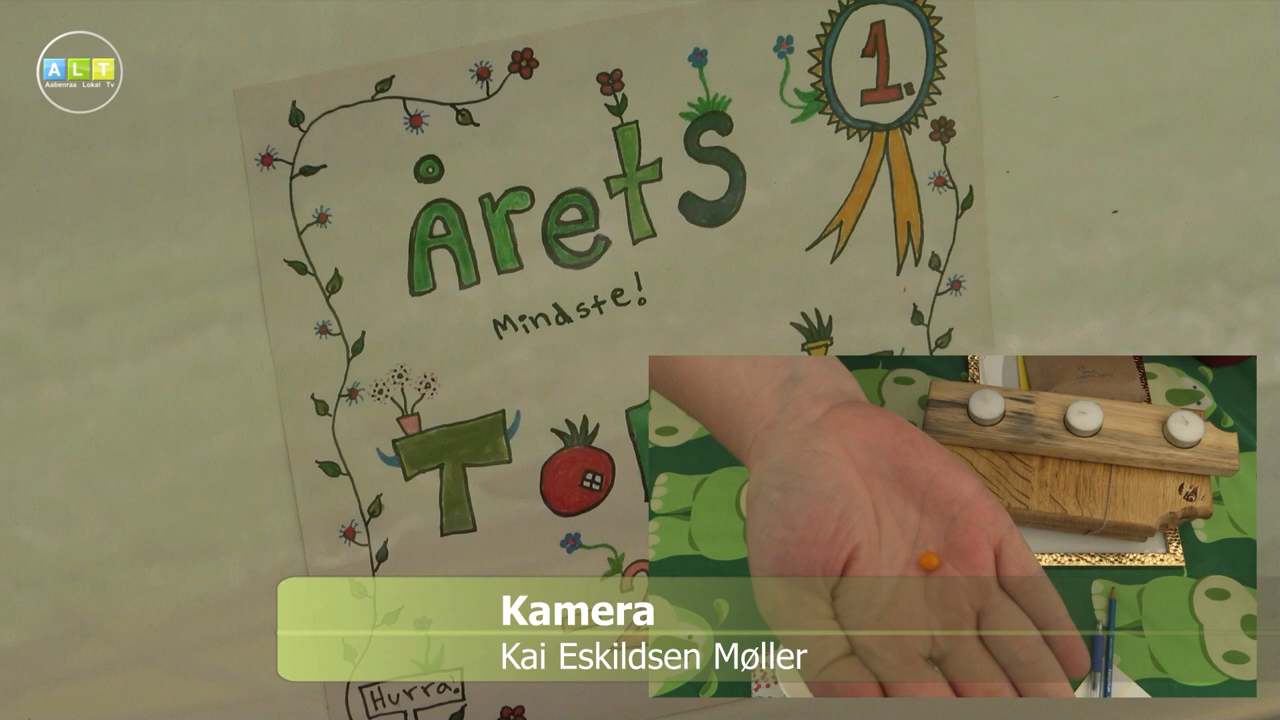 ALT
Aabenraa Lokal Tv
1.
Årets
Mindste!
Kamera
Kai Eskildsen Møller
Hurra!